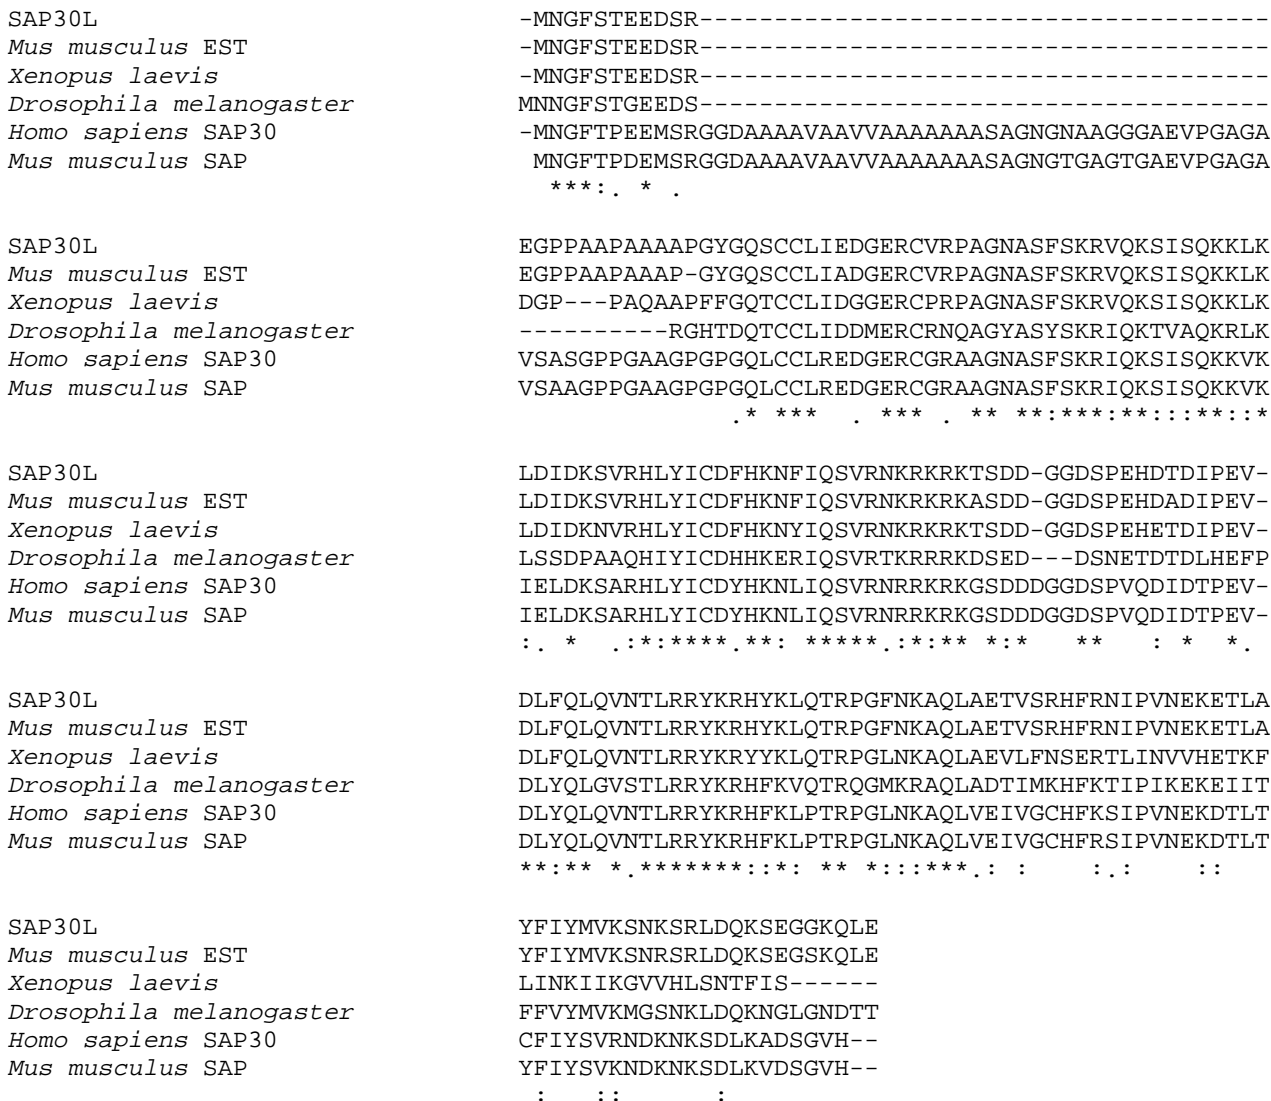 SAP30L -MNGFSTEEDSR--------------------------------------
Mus musculus EST -MNGFSTEEDSR--------------------------------------
Xenopus laevis -MNGFSTEEDSR--------------------------------------
Drosophila melanogaster MNNGFSTGEEDS--------------------------------------
Homo sapiens SAP30 -MNGFTPEEMSRGGDAAAAVAAVVAAAAAAASAGNGNAAGGGAEVPGAGA
Mus musculus SAP MNGFTPDEMSRGGDAAAAVAAVVAAAAAAASAGNGTGAGTGAEVPGAGA
***:. * .
SAP30L EGPPAAPAAAAPGYGQSCCLIEDGERCVRPAGNASFSKRVQKSISQKKLK
Mus musculus EST EGPPAAPAAAP-GYGQSCCLIADGERCVRPAGNASFSKRVQKSISQKKLK
Xenopus laevis DGP---PAQAAPFFGQTCCLIDGGERCPRPAGNASFSKRVQKSISQKKLK
Drosophila melanogaster ----------RGHTDQTCCLIDDMERCRNQAGYASYSKRIQKTVAQKRLK
Homo sapiens SAP30 VSASGPPGAAGPGPGQLCCLREDGERCGRAAGNASFSKRIQKSISQKKVK
Mus musculus SAP VSAAGPPGAAGPGPGQLCCLREDGERCGRAAGNASFSKRIQKSISQKKVK
.* *** . *** . ** **:***:**:::**::*
SAP30L LDIDKSVRHLYICDFHKNFIQSVRNKRKRKTSDD-GGDSPEHDTDIPEV-
Mus musculus EST LDIDKSVRHLYICDFHKNFIQSVRNKRKRKASDD-GGDSPEHDADIPEV-
Xenopus laevis LDIDKNVRHLYICDFHKNYIQSVRNKRKRKTSDD-GGDSPEHETDIPEV-
Drosophila melanogaster LSSDPAAQHIYICDHHKERIQSVRTKRRRKDSED---DSNETDTDLHEFP
Homo sapiens SAP30 IELDKSARHLYICDYHKNLIQSVRNRRKRKGSDDDGGDSPVQDIDTPEV-
Mus musculus SAP IELDKSARHLYICDYHKNLIQSVRNRRKRKGSDDDGGDSPVQDIDTPEV-
:. * .:*:****.**: *****.:*:** *:* ** : * *.
SAP30L DLFQLQVNTLRRYKRHYKLQTRPGFNKAQLAETVSRHFRNIPVNEKETLA
Mus musculus EST DLFQLQVNTLRRYKRHYKLQTRPGFNKAQLAETVSRHFRNIPVNEKETLA
Xenopus laevis DLFQLQVNTLRRYKRYYKLQTRPGLNKAQLAEVLFNSERTLINVVHETKF
Drosophila melanogaster DLYQLGVSTLRRYKRHFKVQTRQGMKRAQLADTIMKHFKTIPIKEKEIIT
Homo sapiens SAP30 DLYQLQVNTLRRYKRHFKLPTRPGLNKAQLVEIVGCHFKSIPVNEKDTLT
Mus musculus SAP DLYQLQVNTLRRYKRHFKLPTRPGLNKAQLVEIVGCHFRSIPVNEKDTLT
**:** *.*******::*: ** *:::***.: : :.: ::
SAP30L YFIYMVKSNKSRLDQKSEGGKQLE
Mus musculus EST YFIYMVKSNRSRLDQKSEGSKQLE
Xenopus laevis LINKIIKGVVHLSNTFIS------
Drosophila melanogaster FFVYMVKMGSNKLDQKNGLGNDTT
Homo sapiens SAP30 CFIYSVRNDKNKSDLKADSGVH--
Mus musculus SAP YFIYSVKNDKNKSDLKVDSGVH--
: :: :